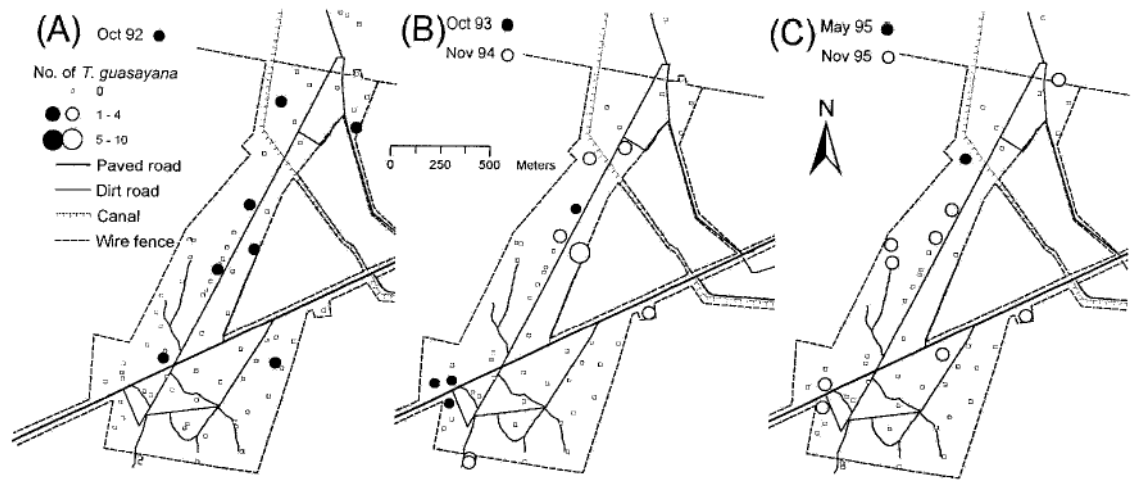 (A) Oct 92
No. of T. guasayana
0
1 - 4
5 - 10
Paved road
Dirt road
Canal
Wire fence
(B) Oct 93
Nov 94
0 250 500 Meters
(C) May 95
Nov 95
N